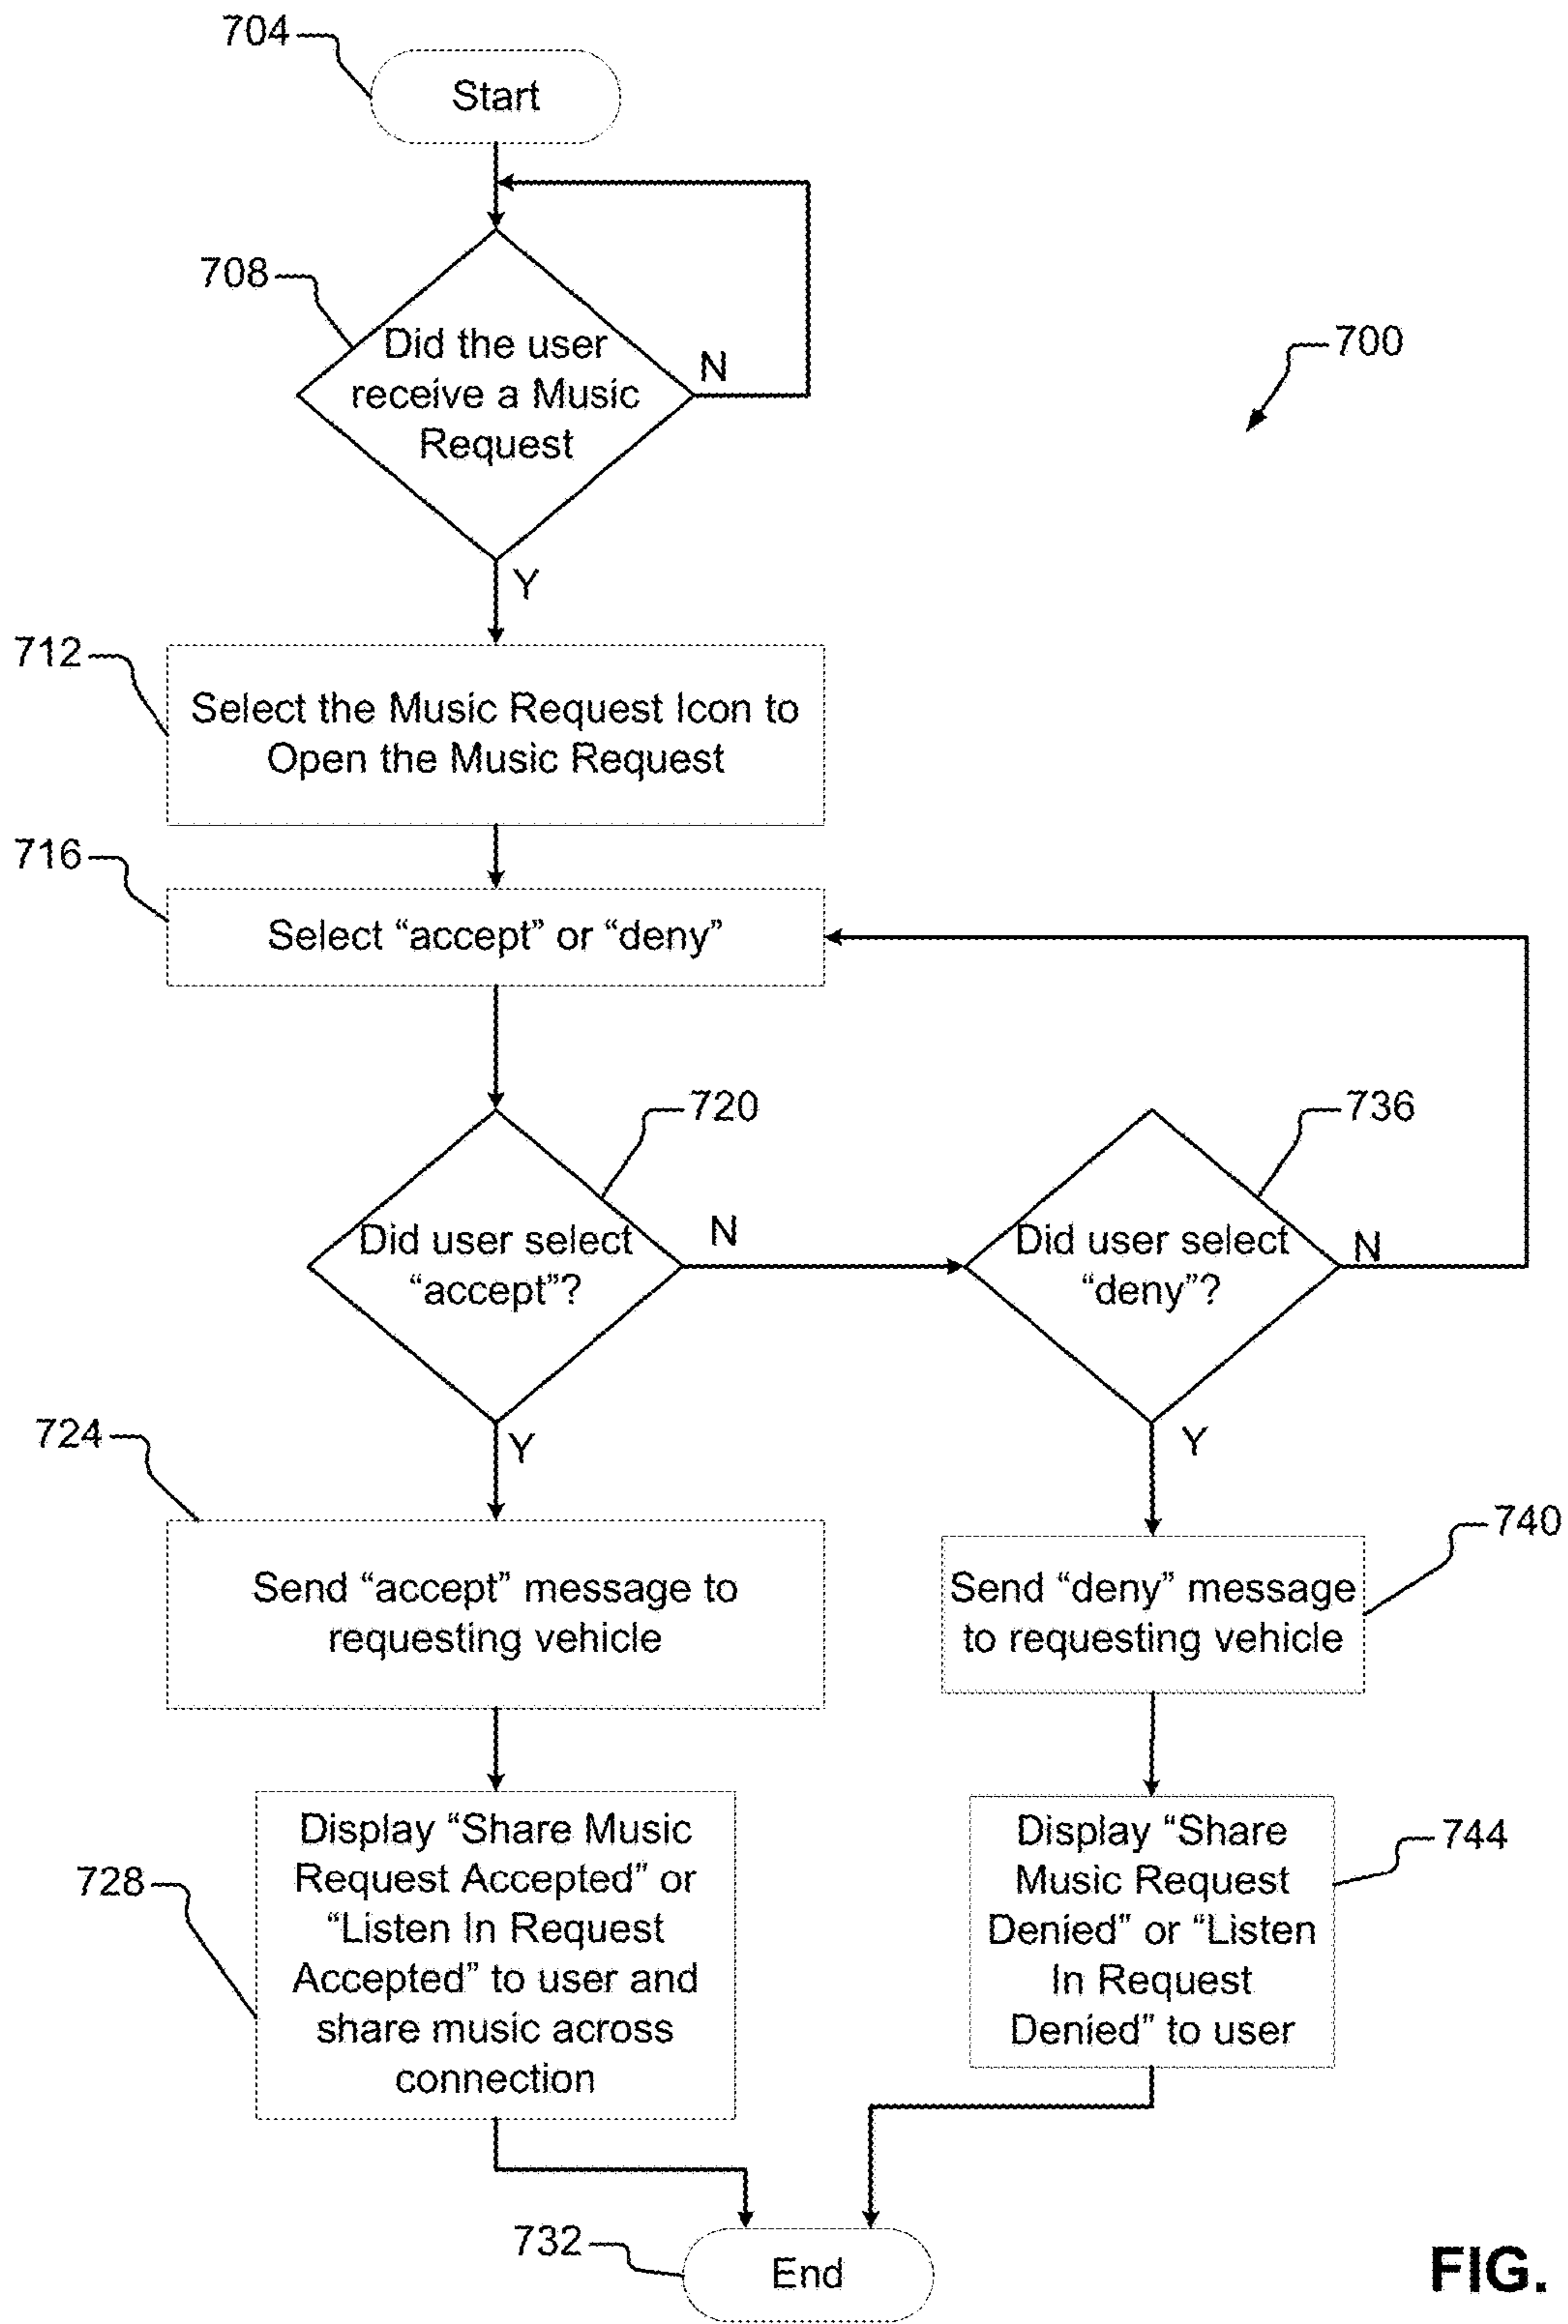 704
Start
708
Did the user
receive a Music
Request
N
700
Y
712
Select the Music Request Icon to
Open the Music Request
716
Select “accept” or “deny”
720
736
Did user select
“accept”?
N
Did user select
“deny”?
N
724
Y
Y
740
Send “accept” message to
requesting vehicle
Send “deny” message
to requesting vehicle
728
Display “Share Music
Request Accepted” or
“Listen In Request
Accepted” to user and
share music across
connection
744
Display “Share
Music Request
Denied” or “Listen
In Request
Denied” to user
732
End
FIG.